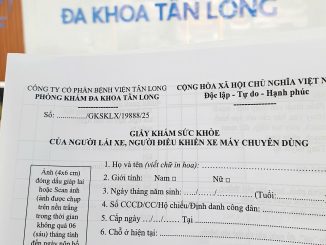 ĐA KHOA TÂN LONG
CÔNG TY CỔ PHẦN BỆNH VIỆN TÂN LONG
PHÒNG KHÁM ĐA KHOA TÂN LONG
CỘNG HÒA XÃ HỘI CHỦ NGHĨA VIỆT
Độc lập - Tự do - Hạnh phúc
Số: ........./GKSKLX/19888/25
GIẤY KHÁM SỨC KHỎE
CỦA NGƯỜI LÁI XE, NGƯỜI ĐIỀU KHIỂN XE MÁY CHUYÊN DÙNG
Ảnh (4x6 cm)
đóng dấu giáp lai
hoặc Scan ảnh
(ảnh được chụp
trên nền trắng
trong thời gian
không quá 06
(sáu) tháng tính
đến ngày nộp hồ
1. Họ và tên (viết chữ in hoa):
2. Giới tính: Nam □ Nữ □
3. Ngày tháng năm sinh:....../....../...... (Tuổi:
4. Số CCCD/CC/Hộ chiếu/Định danh công dân:
5. Cấp ngày...../...../..... Tại
6. Chỗ ở hiện tại: